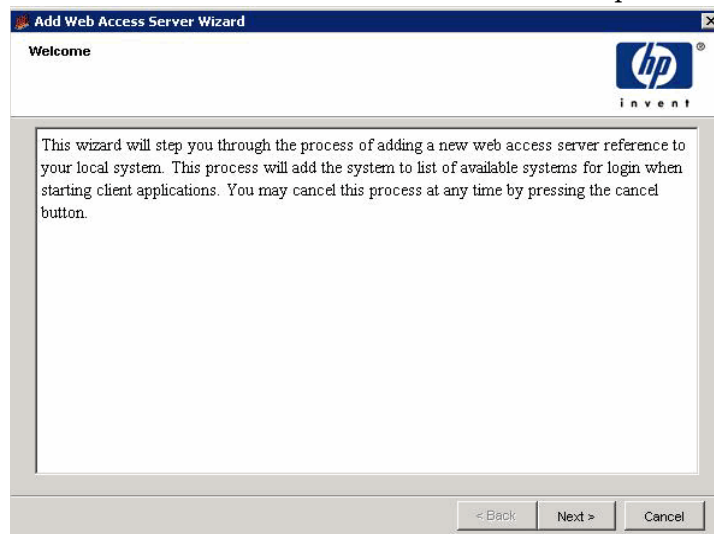 Add Web Access Server Wizard
Welcome
hp
®
invent
This wizard will step you through the process of adding a new web access server reference to
your local system. This process will add the system to list of available systems for login when
starting client applications. You may cancel this process at any time by pressing the cancel
button.
< Back Next > Cancel